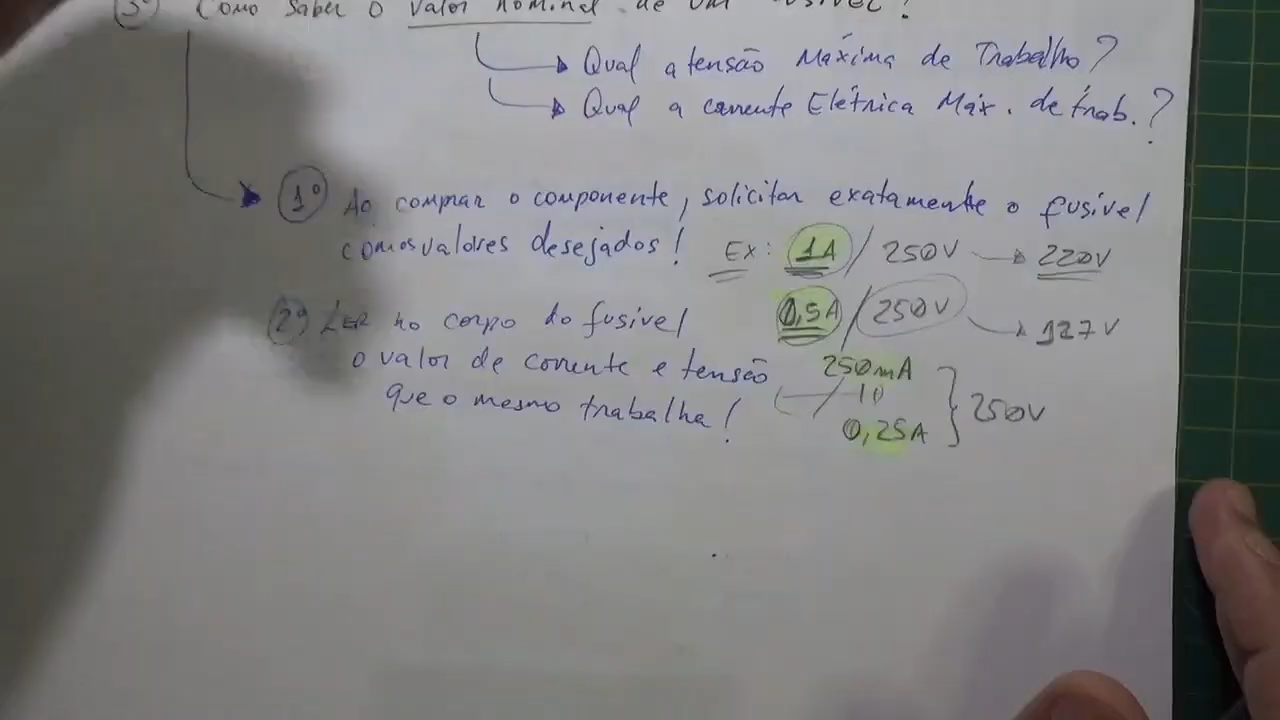 3º Como saber o valor nominal de um fusível?
Qual a tensão Máxima de Trabalho?
Qual a corrente Elétrica Máx. de trab.?
1º Ao comprar o componente, solicitar exatamente o fusível
com os valores desejados! Ex: 1A / 250V 220V
2º LER no corpo do fusível 0,5A / 250V 127V
o valor de corrente e tensão 250mA
que o mesmo trabalha! 250V
0,25A